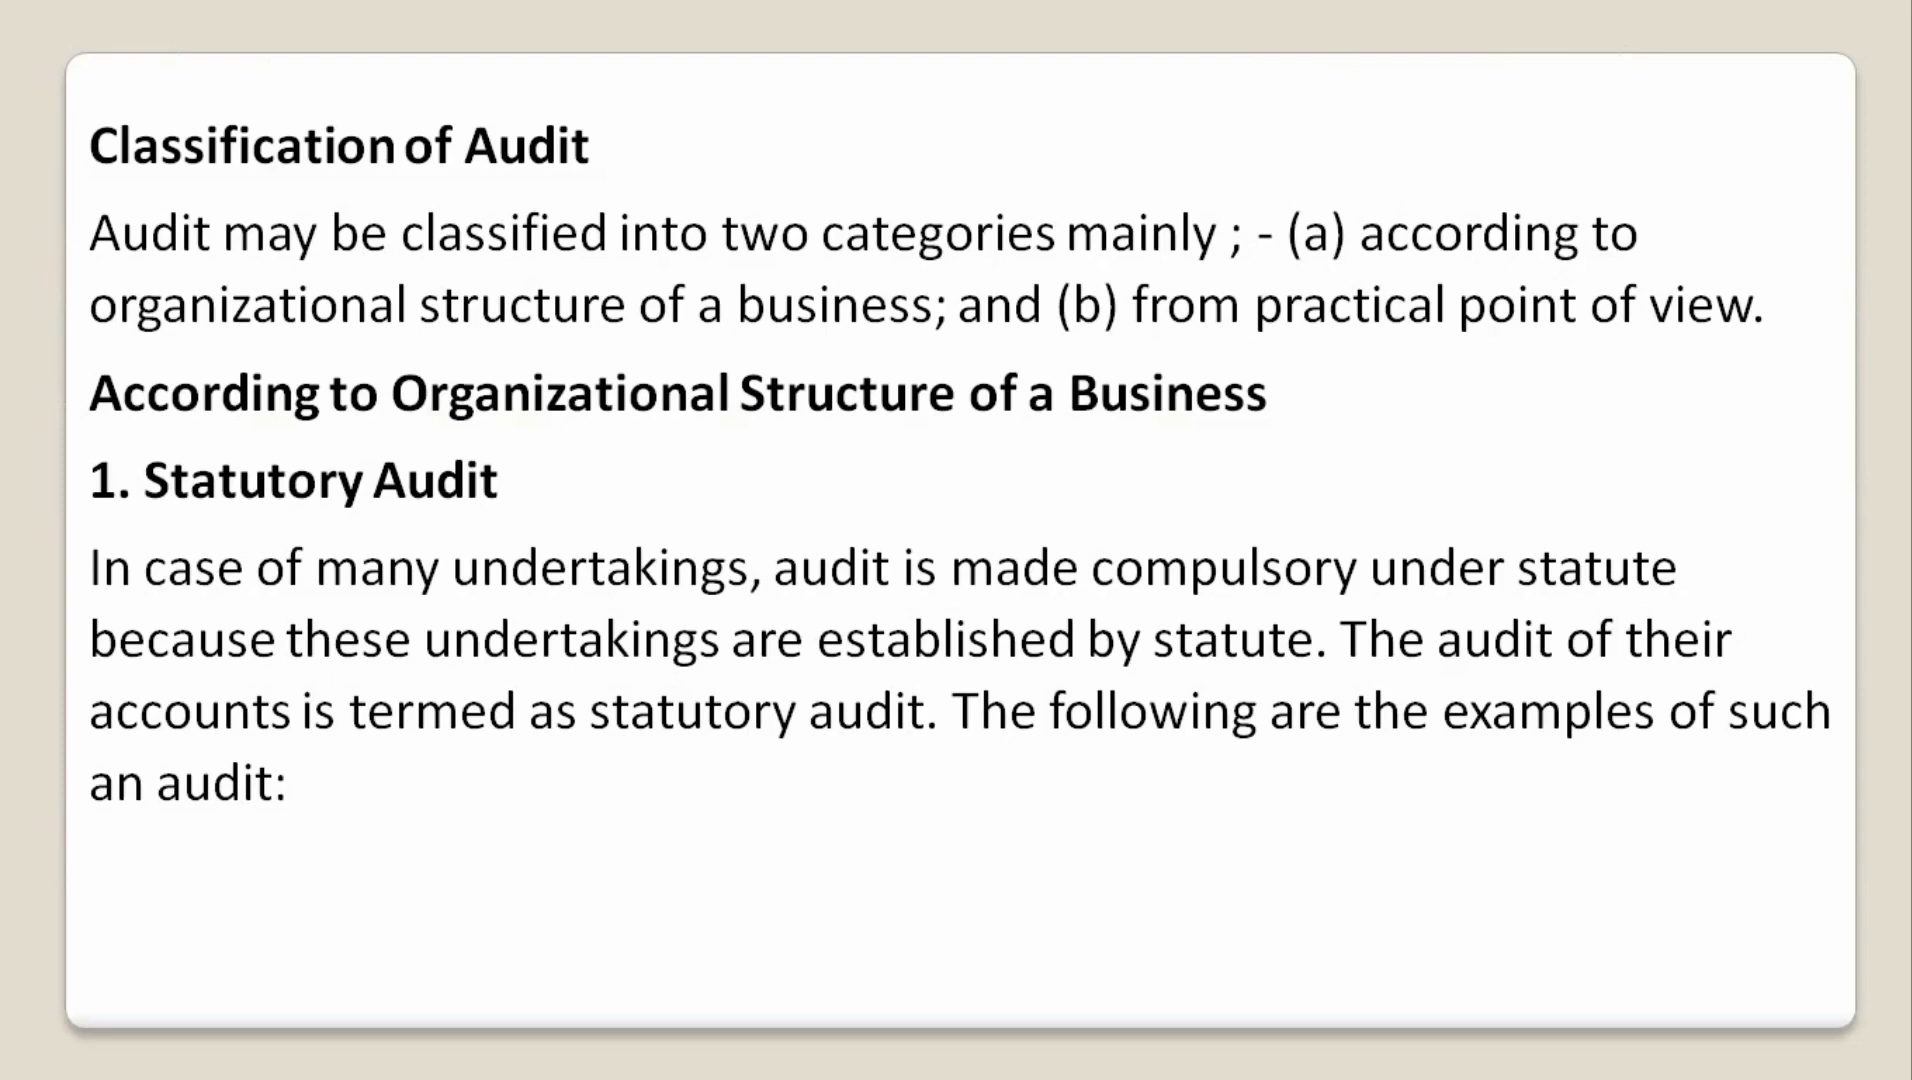 Classification of Audit
Audit may be classified into two categories mainly ; - (a) according to
organizational structure of a business; and (b) from practical point of view.
According to Organizational Structure of a Business
1. Statutory Audit
In case of many undertakings, audit is made compulsory under statute
because these undertakings are established by statute. The audit of their
accounts is termed as statutory audit. The following are the examples of such
an audit: